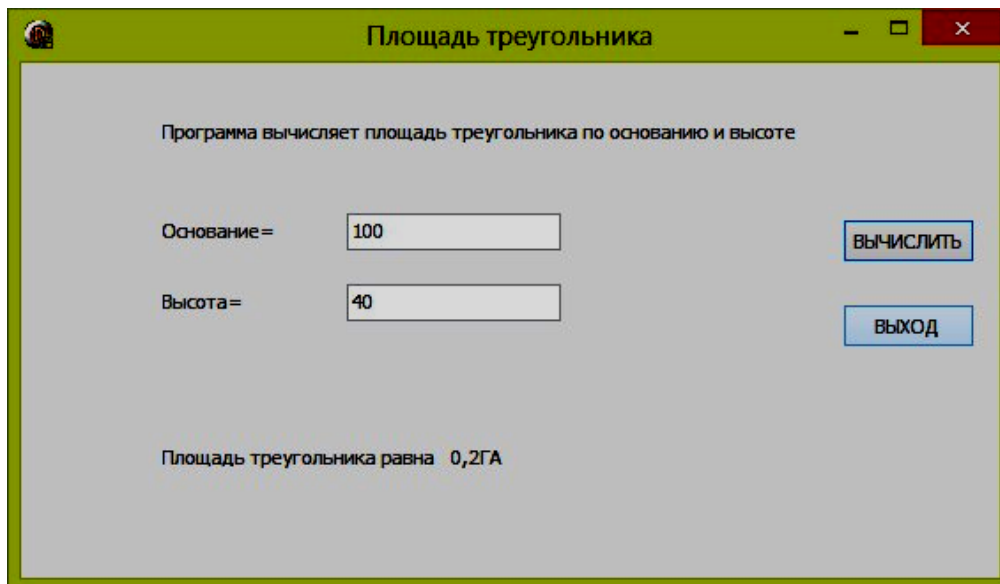 Площадь треугольника
Программа вычисляет площадь треугольника по основанию и высоте
Основание= 100
ВЫЧИСЛИТЬ
Высота= 40
ВЫХОД
Площадь треугольника равна 0,2ГА